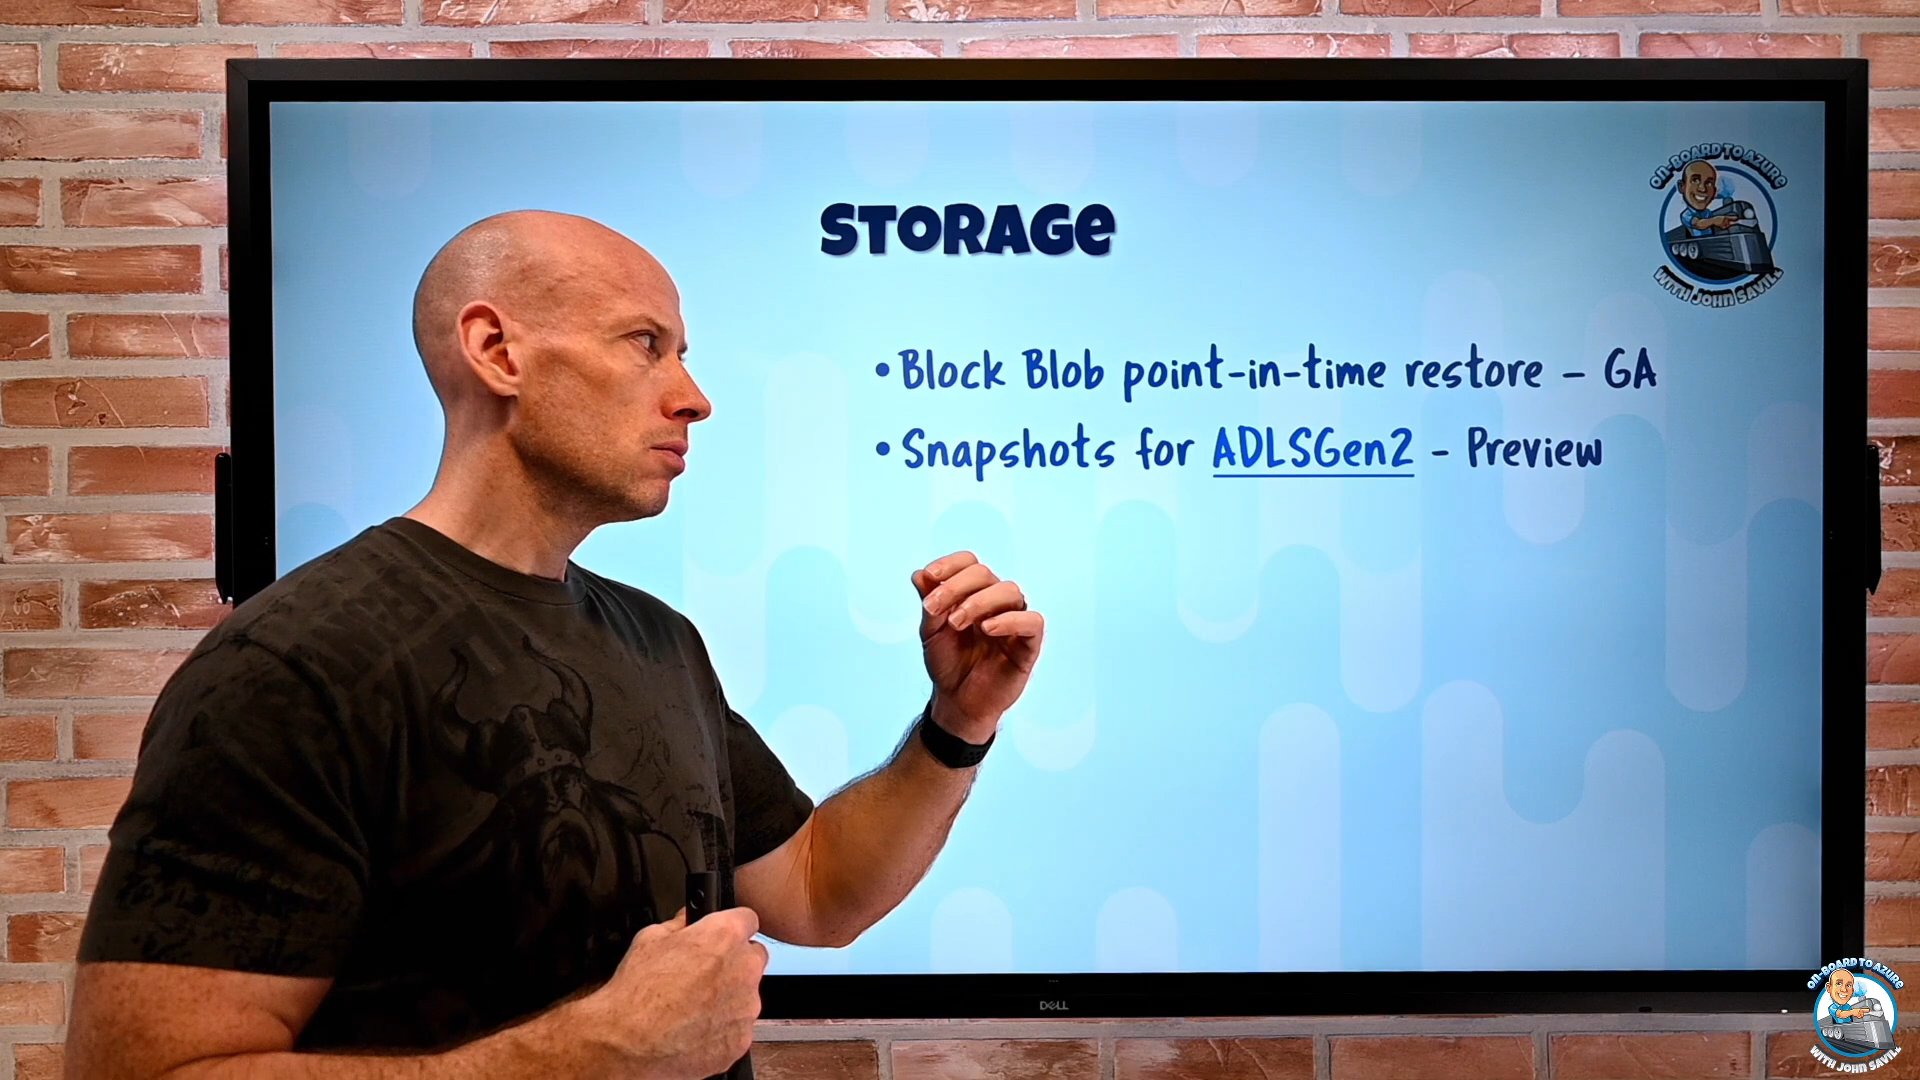 ON-BOARD TO AZURE
WITH JOHN SAVILL
STORAGE
•Block Blob point-in-time restore – GA
•Snapshots for ADLSGen2 - Preview
DELL
ON-BOARD TO AZURE
WITH JOHN SAVILL